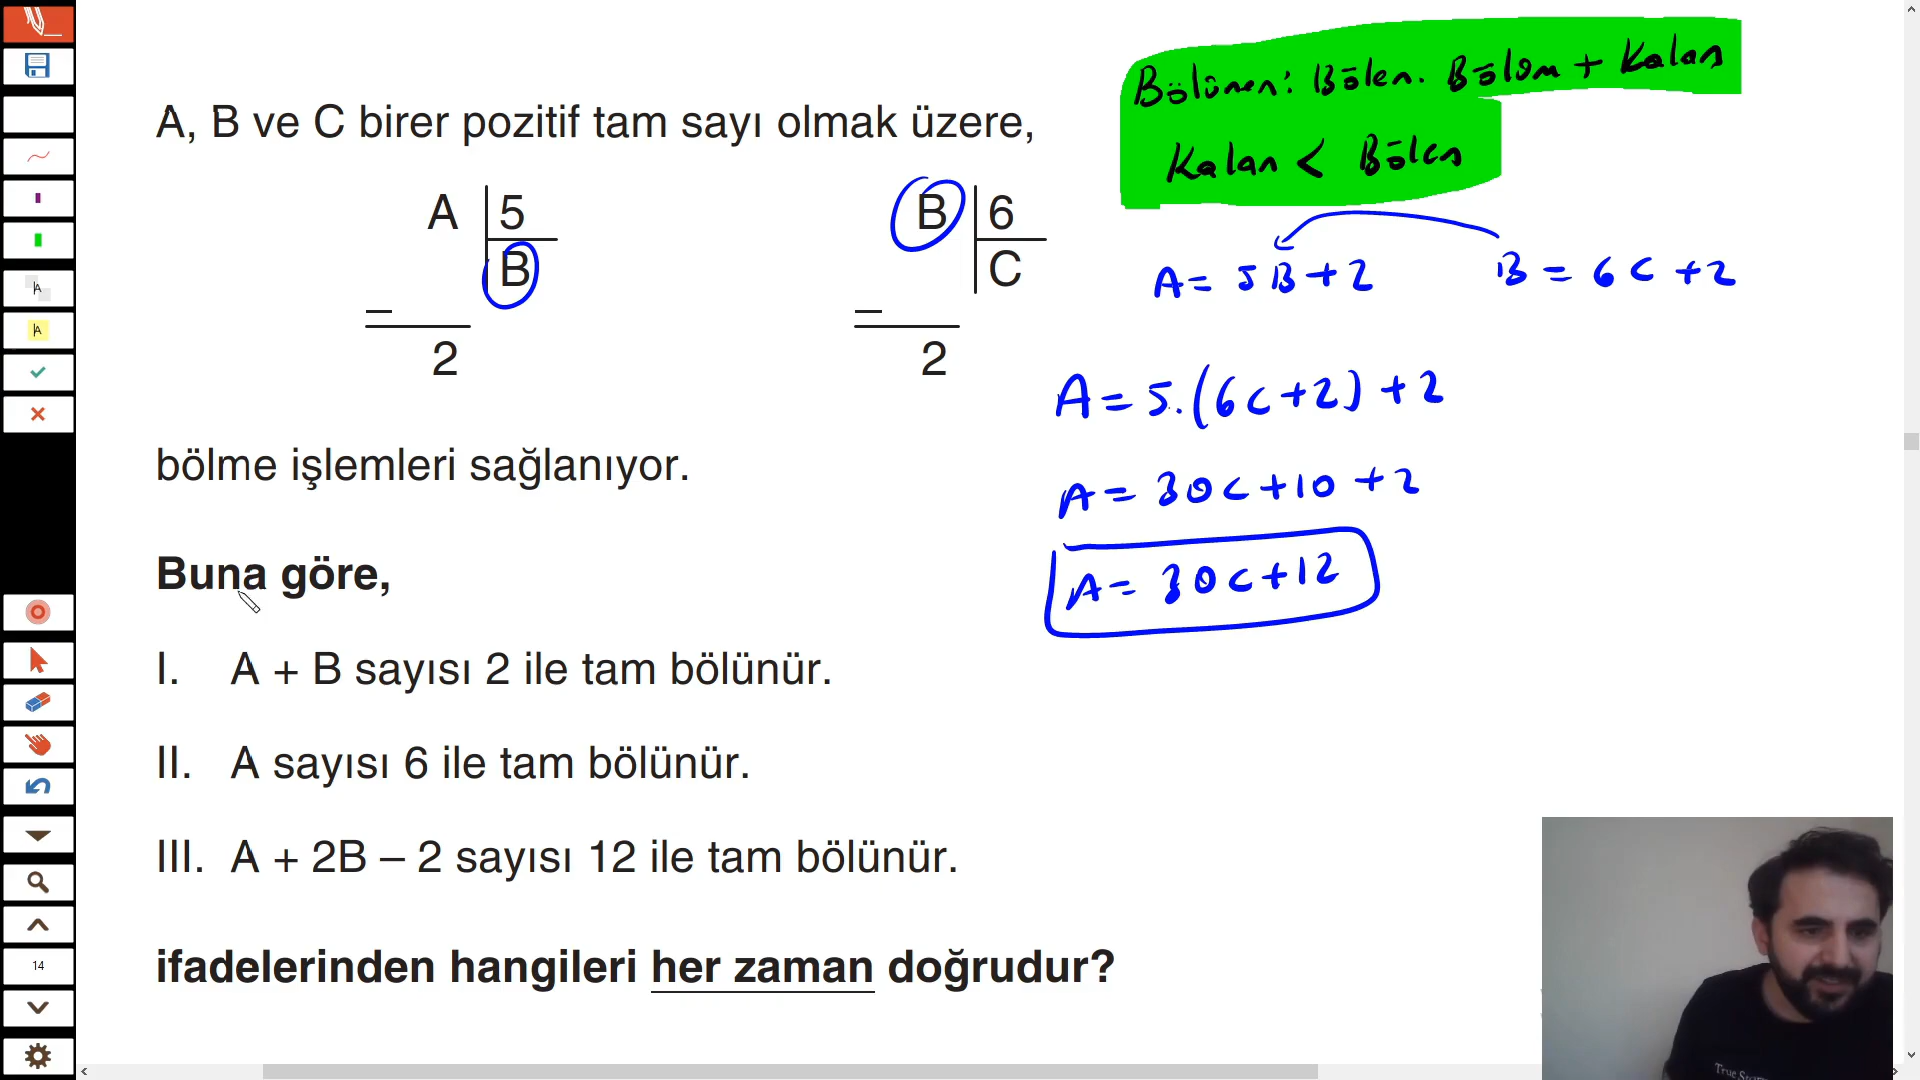 Bölünen: Bölen. Bölüm + Kalan
A, B ve C birer pozitif tam sayı olmak üzere,
Kalan < Bölen
A 5
B
2
B 6
C
2
A = 5B + 2
B = 6C + 2
A = 5.(6C + 2) + 2
bölme işlemleri sağlanıyor.
A = 30C + 10 + 2
Buna göre,
A = 30C + 12
I. A + B sayısı 2 ile tam bölünür.
II. A sayısı 6 ile tam bölünür.
III. A + 2B – 2 sayısı 12 ile tam bölünür.
ifadelerinden hangileri her zaman doğrudur?
14
A
A